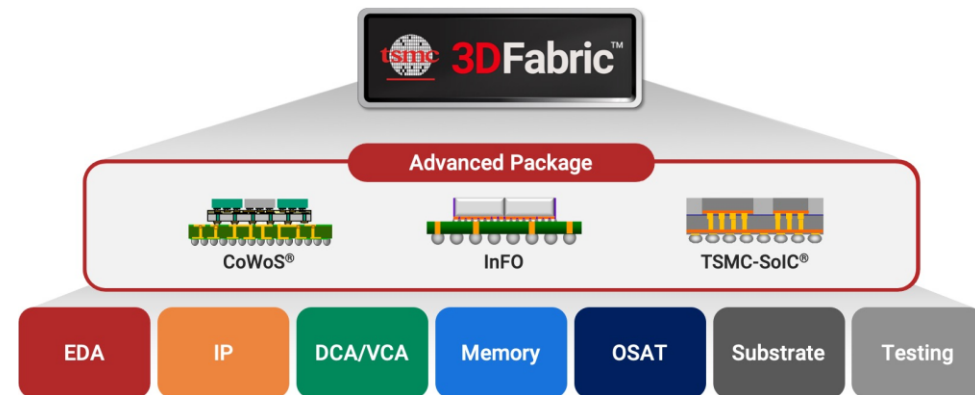 tsmc 3DFabric™
Advanced Package
CoWoS® InFO TSMC-SoIC®
EDA IP DCA/VCA Memory OSAT Substrate Testing